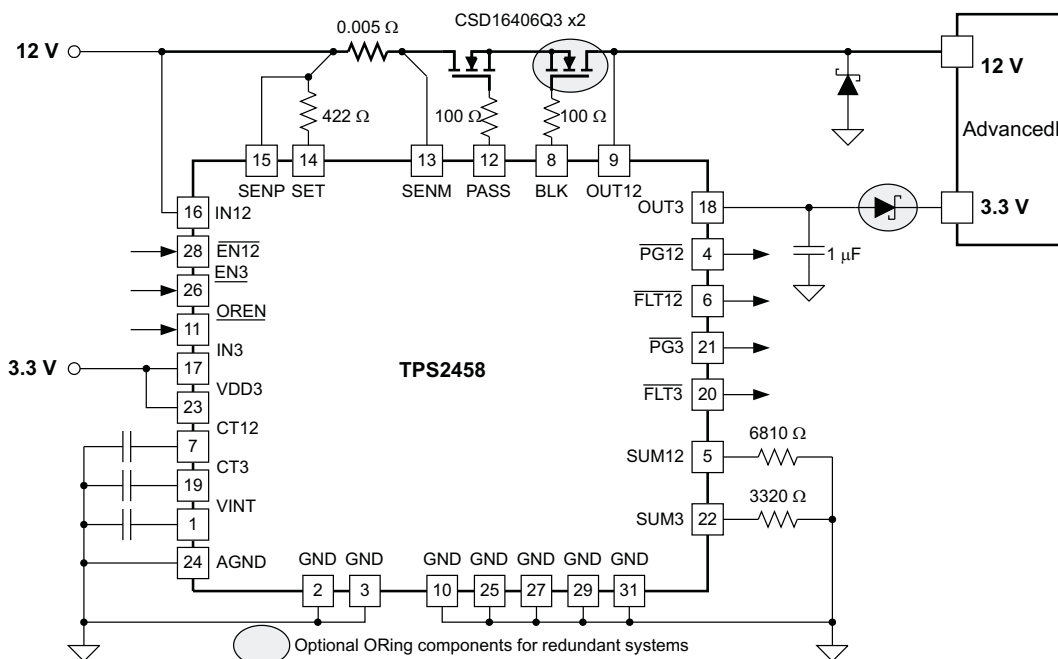 CSD16406Q3 x2
0.005 Ω
12 V
12 V
422 Ω
100 Ω
100 Ω
AdvancedI
15
14
13
12
8
9
SENP
SET
SENM
PASS
BLK
OUT12
OUT3
18
3.3 V
16
IN12
28
EN12
PG12
4
1 μF
EN3
26
FLT12
6
OREN
11
IN3
PG3
21
3.3 V
17
TPS2458
VDD3
FLT3
20
23
CT12
7
6810 Ω
SUM12
5
CT3
19
VINT
3320 Ω
1
SUM3
22
24
AGND
GND
GND
GND
GND
GND
GND
GND
2
3
10
25
27
29
31
Optional ORing components for redundant systems